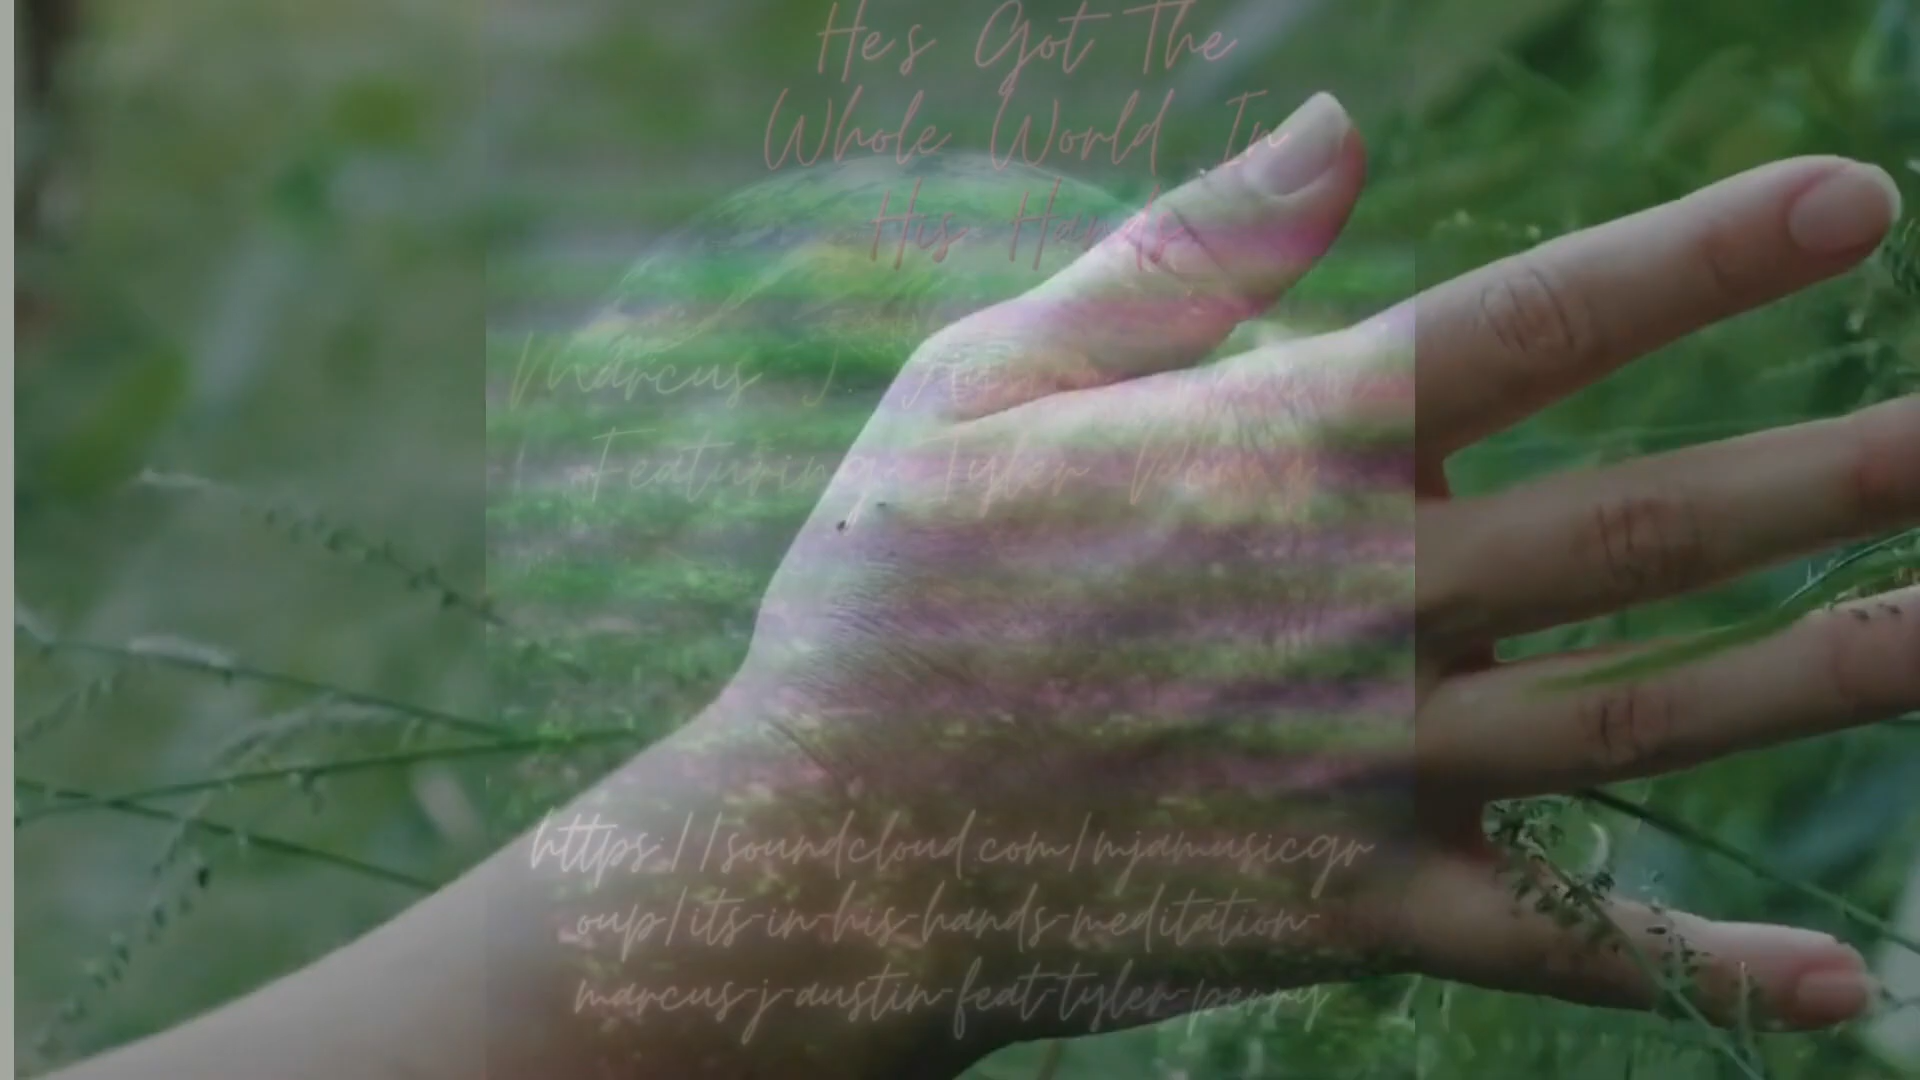 He's Got The
Whole World In
His Hands
Marcus J.
Featuring Tyler Perry
https://soundcloud.com/mjamusicgr
oup/its-in-his-hands-meditation-
marcus-j-austin-feat-tyler-perry